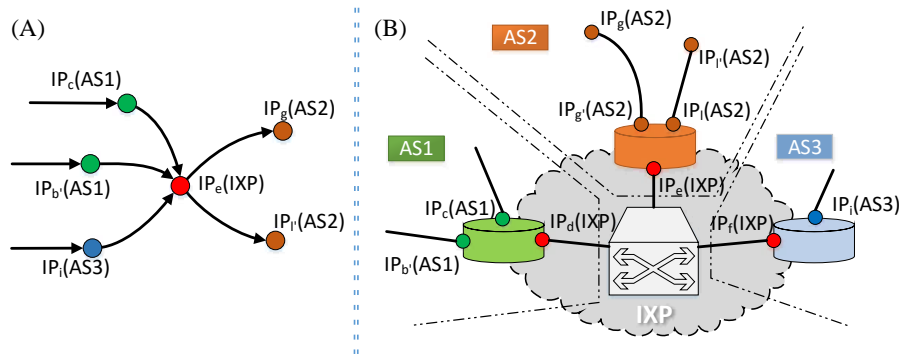 (A)
IPc(AS1)
IPg(AS2)
IPb'(AS1)
IPe(IXP)
IPi(AS3)
IPl'(AS2)
(B)
AS2
IPg(AS2)
IPl'(AS2)
IPg'(AS2)
IPl(AS2)
AS1
AS3
IPe(IXP)
IPc(AS1)
IPd(IXP)
IPf(IXP)
IPi(AS3)
IPb'(AS1)
IXP